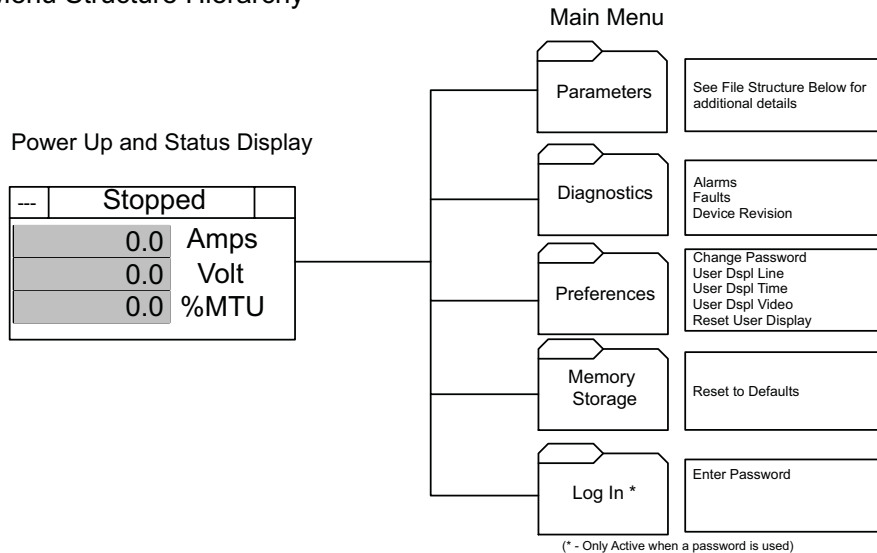 Menu Structure Hierarchy
Main Menu
Power Up and Status Display
--- Stopped
0.0 Amps
0.0 Volt
0.0 %MTU
Parameters
See File Structure Below for
additional details
Diagnostics
Alarms
Faults
Device Revision
Preferences
Change Password
User Dspl Line
User Dspl Time
User Dspl Video
Reset User Display
Memory
Storage
Reset to Defaults
Log In *
Enter Password
(* - Only Active when a password is used)